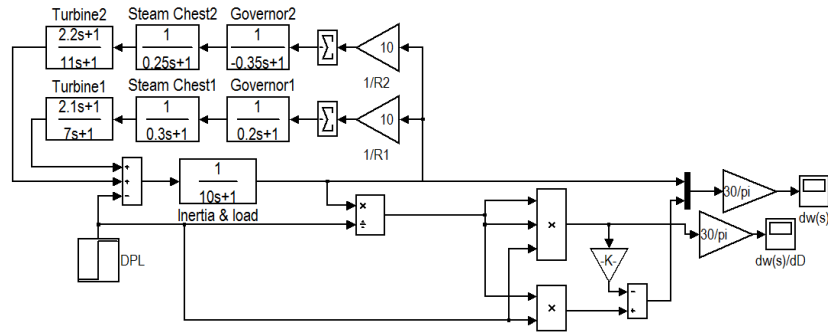 Turbine2 Steam Chest2 Governor2
2.2s+1 1 1 Σ 10
11s+1 0.25s+1 -0.35s+1
1/R2
Turbine1 Steam Chest1 Governor1
2.1s+1 1 1 Σ 10
7s+1 0.3s+1 0.2s+1
1/R1
+
+
−
1
10s+1
Inertia & load
×
÷
30/pi
dw(s)
×
30/pi
dw(s)/dD
DPL
-K-
−
+
×